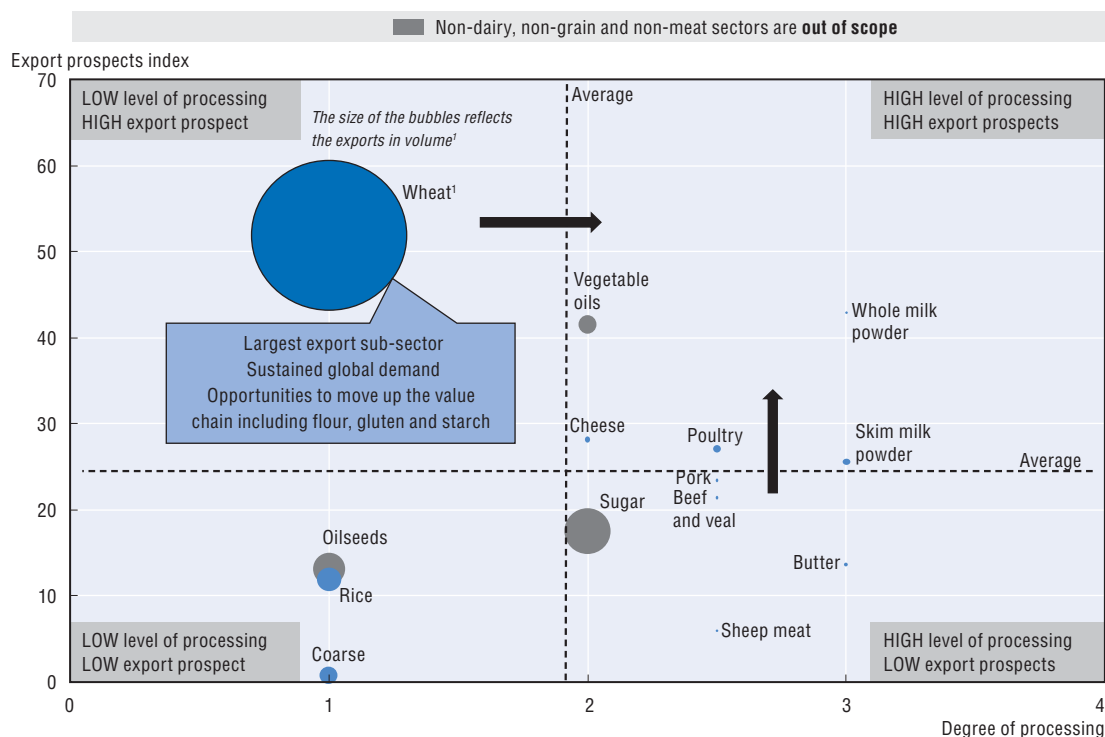 Non-dairy, non-grain and non-meat sectors are out of scope
Export prospects index
70
60
50
40
30
20
10
0
LOW level of processing
HIGH export prospect
The size of the bubbles reflects
the exports in volume¹
Average
HIGH level of processing
HIGH export prospects
Wheat¹
Largest export sub-sector
Sustained global demand
Opportunities to move up the value
chain including flour, gluten and starch
Vegetable
oils
Whole milk
powder
Cheese
Poultry
Skim milk
powder
Average
Pork
Beef
and veal
Sugar
Oilseeds
Rice
Butter
Sheep meat
Coarse
LOW level of processing
LOW export prospect
HIGH level of processing
LOW export prospects
0
1
2
3
4
Degree of processing